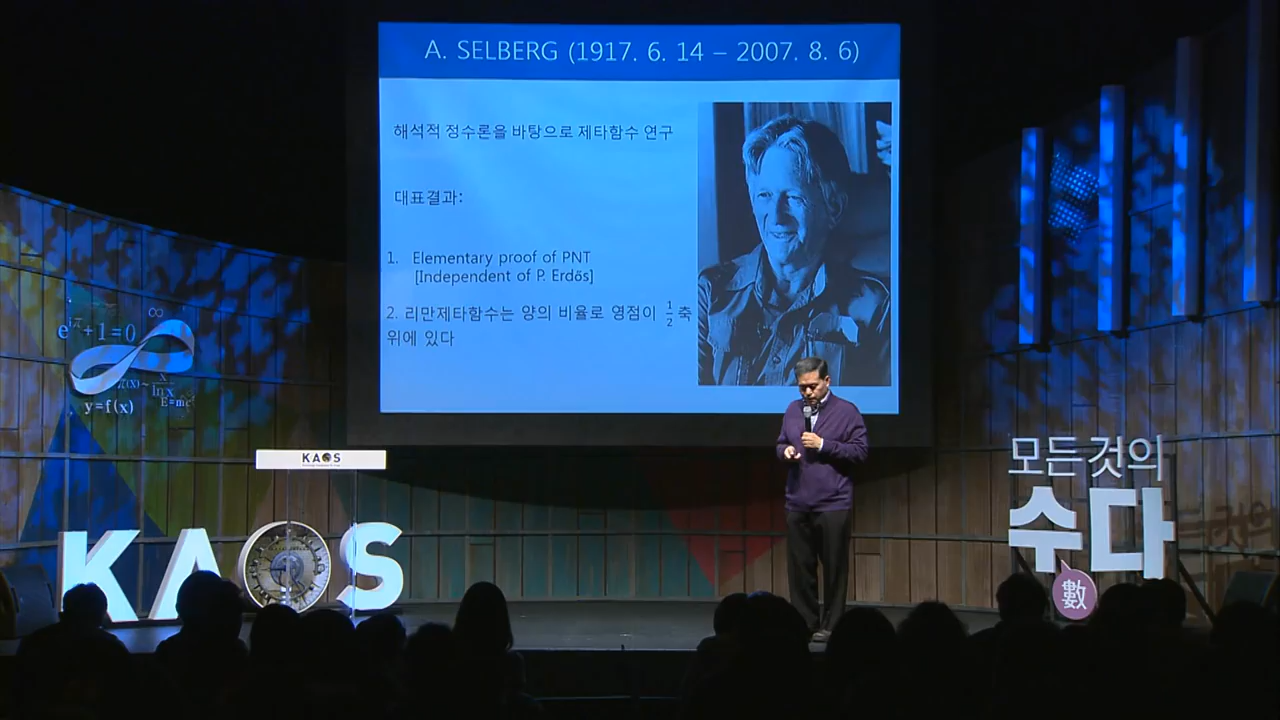 A. SELBERG (1917. 6. 14 – 2007. 8. 6)
해석적 정수론을 바탕으로 제타함수 연구
대표결과:
1. Elementary proof of PNT
[Independent of P. Erdős]
2. 리만제타함수는 양의 비율로 영점이 1/2 축
위에 있다
∞
e^iπ+1=0
π(x)~ x/ln x
E=mc²
y=f(x)
KAOS
KAOS
모든 것의
수다
數